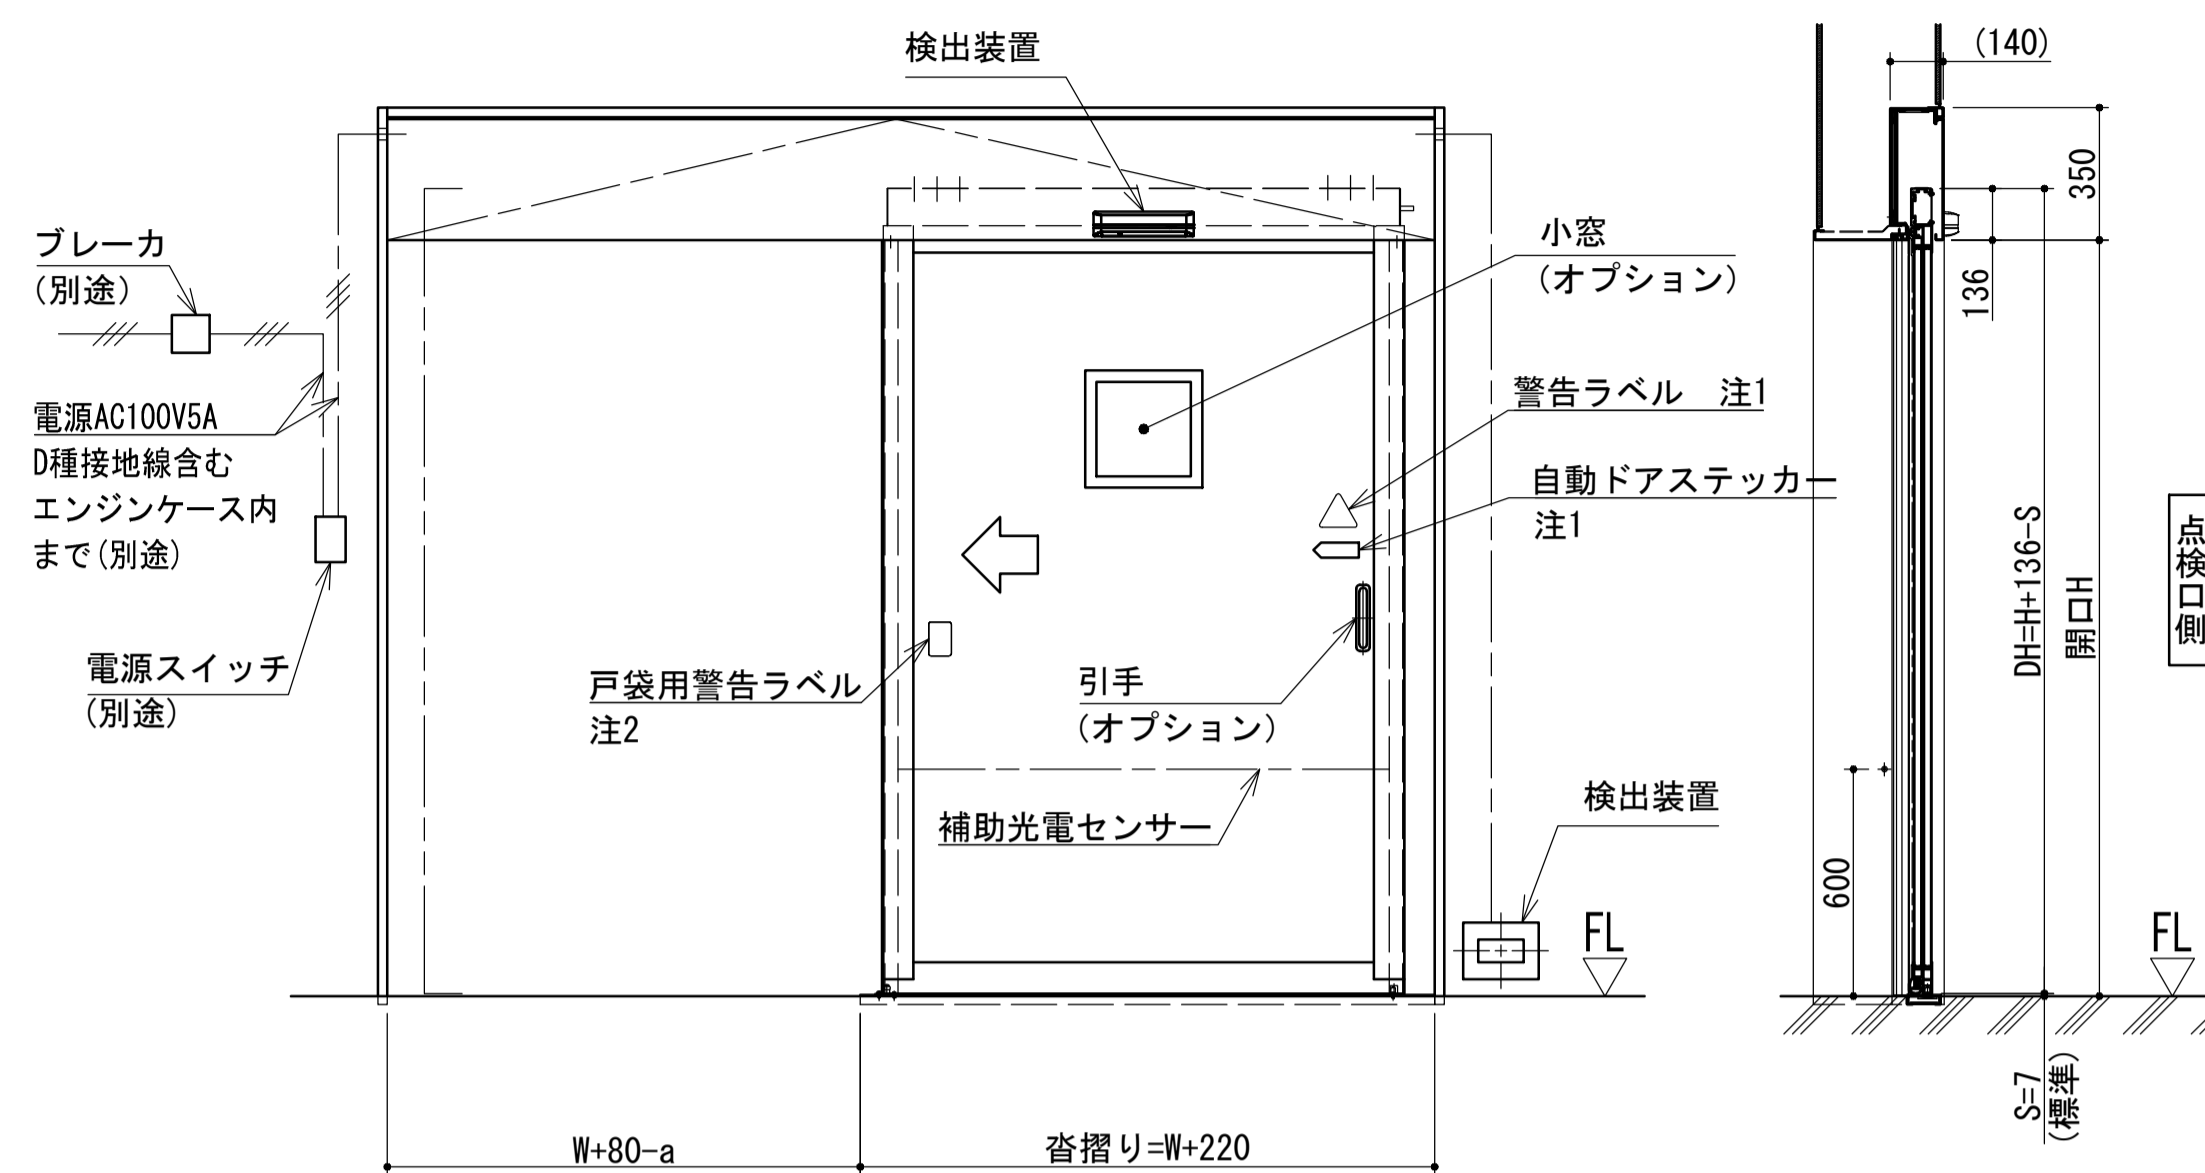 検出装置
(140)
350
136
ブレーカ
(別途)
小窓
(オプション)
電源AC100V5A
D種接地線含む
エンジンケース内
まで(別途)
警告ラベル 注1
自動ドアステッカー
注1
DH=H+136-S
開口H
点検口側
電源スイッチ
(別途)
戸袋用警告ラベル
注2
引手
(オプション)
補助光電センサー
検出装置
600
FL
FL
S=7
(標準)
W+80-a
沓摺り=W+220